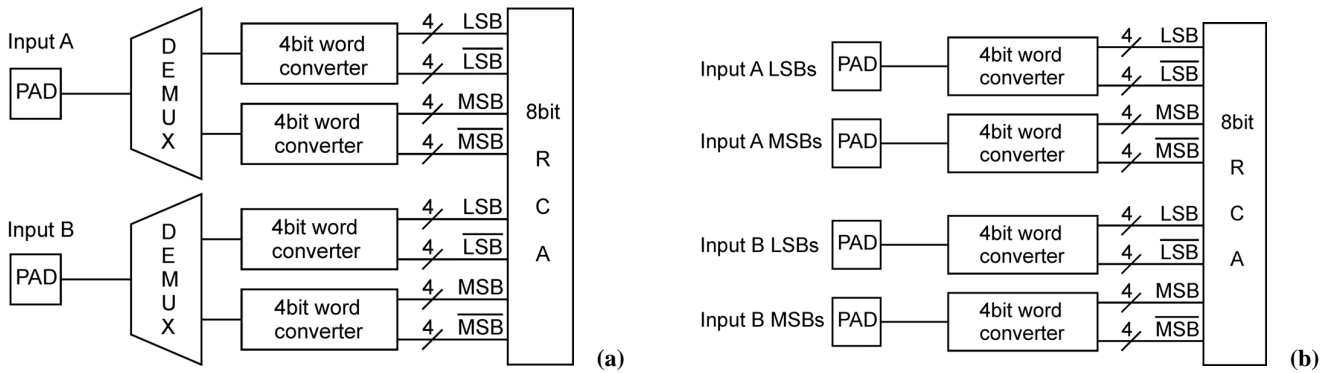 Input A
PAD
D
E
M
U
X
4bit word
converter
4bit word
converter
4 LSB
4 LSB
4 MSB
4 MSB
Input B
PAD
D
E
M
U
X
4bit word
converter
4bit word
converter
4 LSB
4 LSB
4 MSB
4 MSB
8bit
R
C
A
(a)
Input A LSBs
PAD
4bit word
converter
4 LSB
4 LSB
Input A MSBs
PAD
4bit word
converter
4 MSB
4 MSB
Input B LSBs
PAD
4bit word
converter
4 LSB
4 LSB
Input B MSBs
PAD
4bit word
converter
4 MSB
4 MSB
8bit
R
C
A
(b)